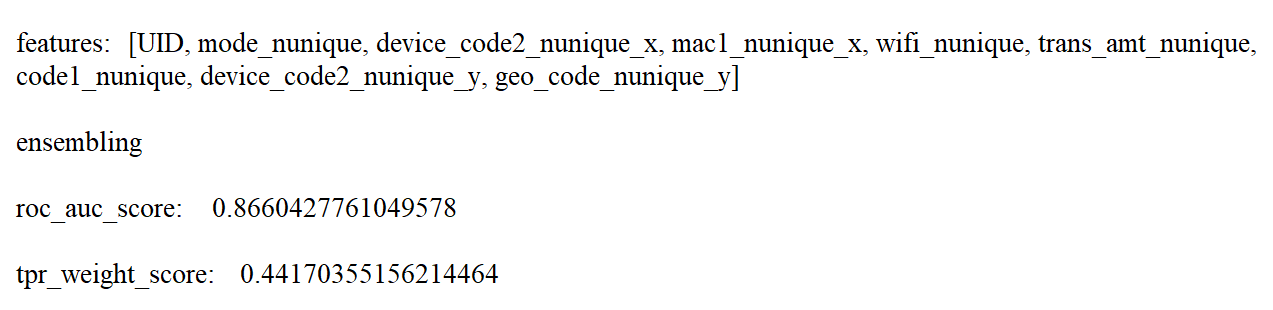 features: [UID, mode_nunique, device_code2_nunique_x, mac1_nunique_x, wifi_nunique, trans_amt_nunique,
code1_nunique, device_code2_nunique_y, geo_code_nunique_y]
ensembling
roc_auc_score: 0.8660427761049578
tpr_weight_score: 0.44170355156214464